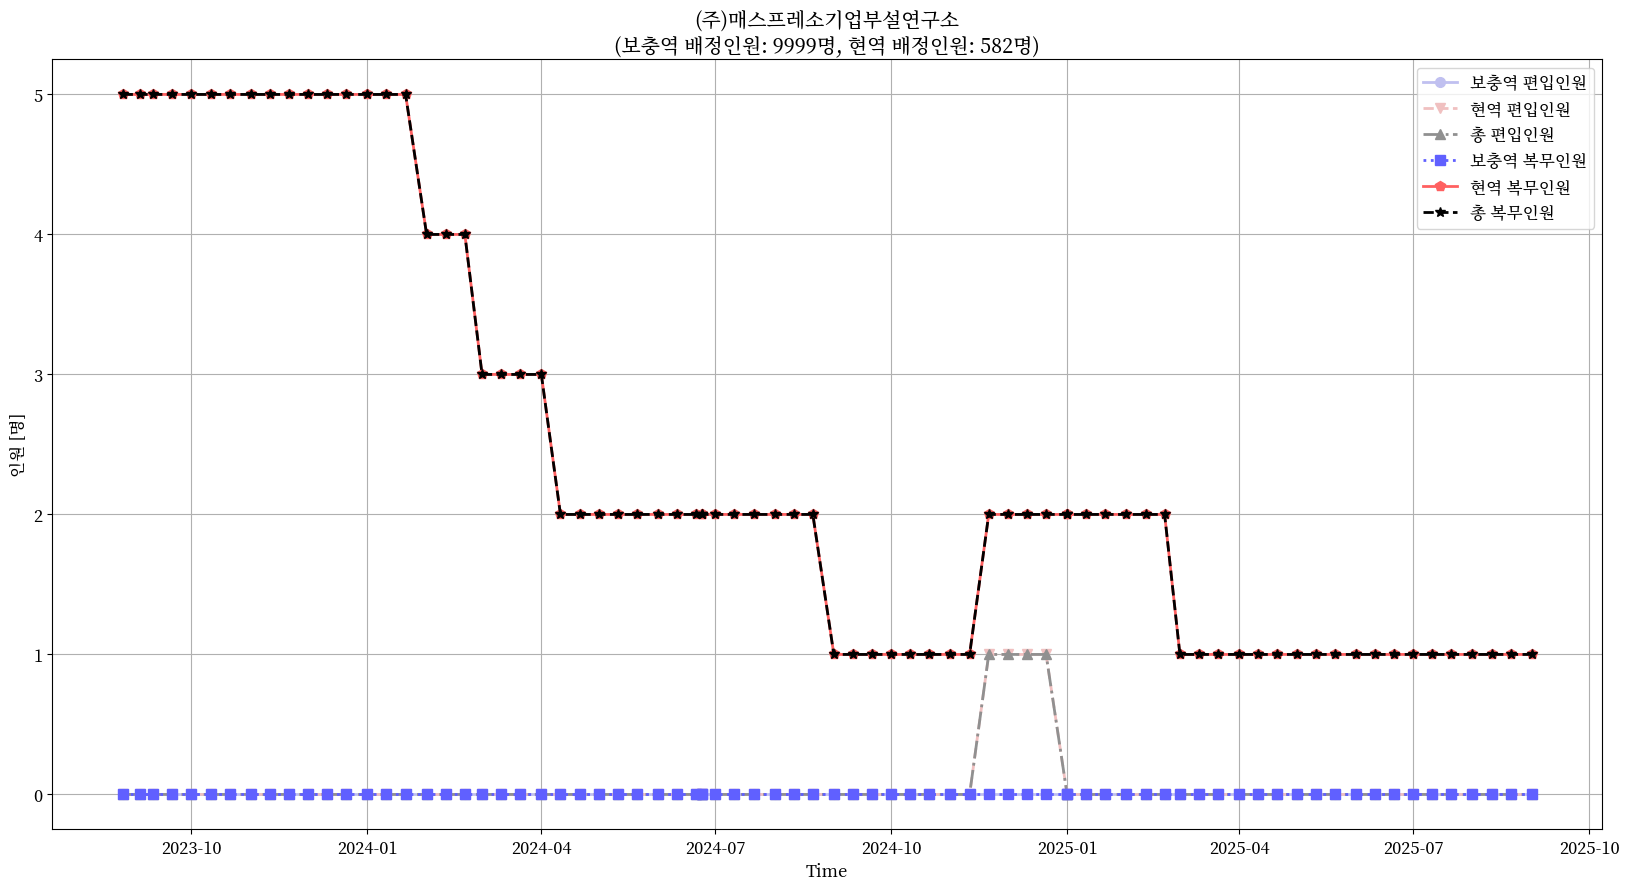 (주)매스프레소기업부설연구소
(보충역 배정인원: 9999명, 현역 배정인원: 582명)
보충역 편입인원
현역 편입인원
총 편입인원
보충역 복무인원
현역 복무인원
총 복무인원
인원 [명]
5
4
3
2
1
0
2023-10
2024-01
2024-04
2024-07
2024-10
2025-01
2025-04
2025-07
2025-10
Time